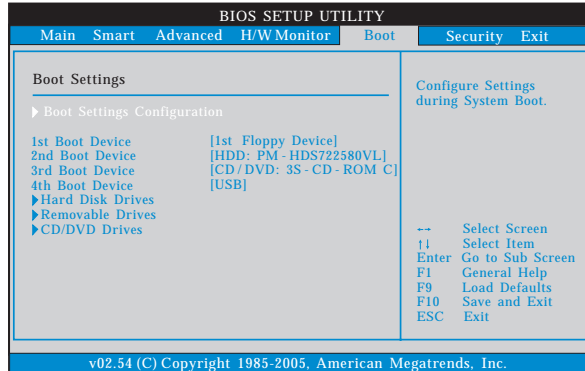 BIOS SETUP UTILITY
Main Smart Advanced H/W Monitor Boot Security Exit
Boot Settings
Boot Settings Configuration
1st Boot Device [1st Floppy Device]
2nd Boot Device [HDD: PM - HDS722580VL]
3rd Boot Device [CD / DVD: 3S - CD - ROM C]
4th Boot Device [USB]
Hard Disk Drives
Removable Drives
CD/DVD Drives
Configure Settings
during System Boot.
←→ Select Screen
↑↓ Select Item
Enter Go to Sub Screen
F1 General Help
F9 Load Defaults
F10 Save and Exit
ESC Exit
v02.54 (C) Copyright 1985-2005, American Megatrends, Inc.